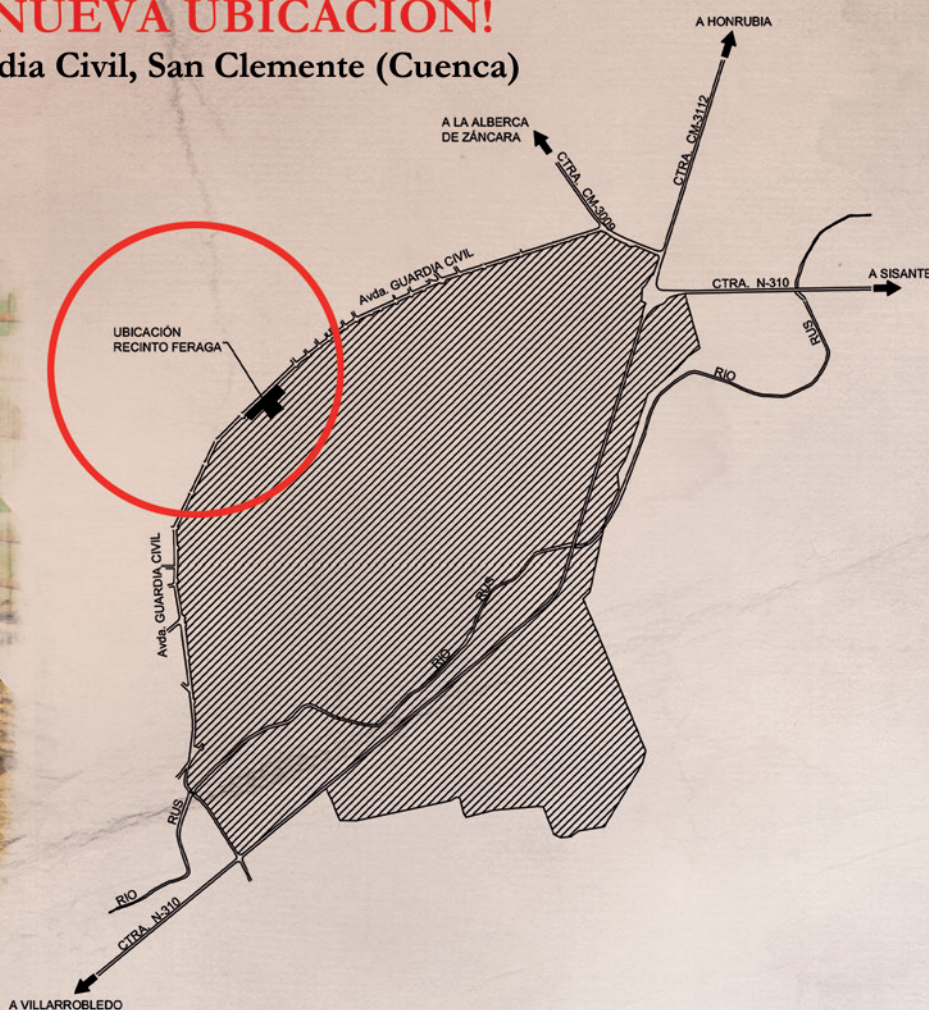 NUEVA UBICACIÓN!
dia Civil, San Clemente (Cuenca)
A HONRUBIA
A LA ALBERCA
DE ZÁNCARA
CTRA. CM-3112
CTRA. CM-3009
Avda. GUARDIA CIVIL
CTRA. N-310
A SISANTE
UBICACIÓN
RECINTO FERAGA
RUS
RIO
Avda. GUARDIA CIVIL
RUS
RIO
RUS
RIO
CTRA. N-310
A VILLARROBLEDO